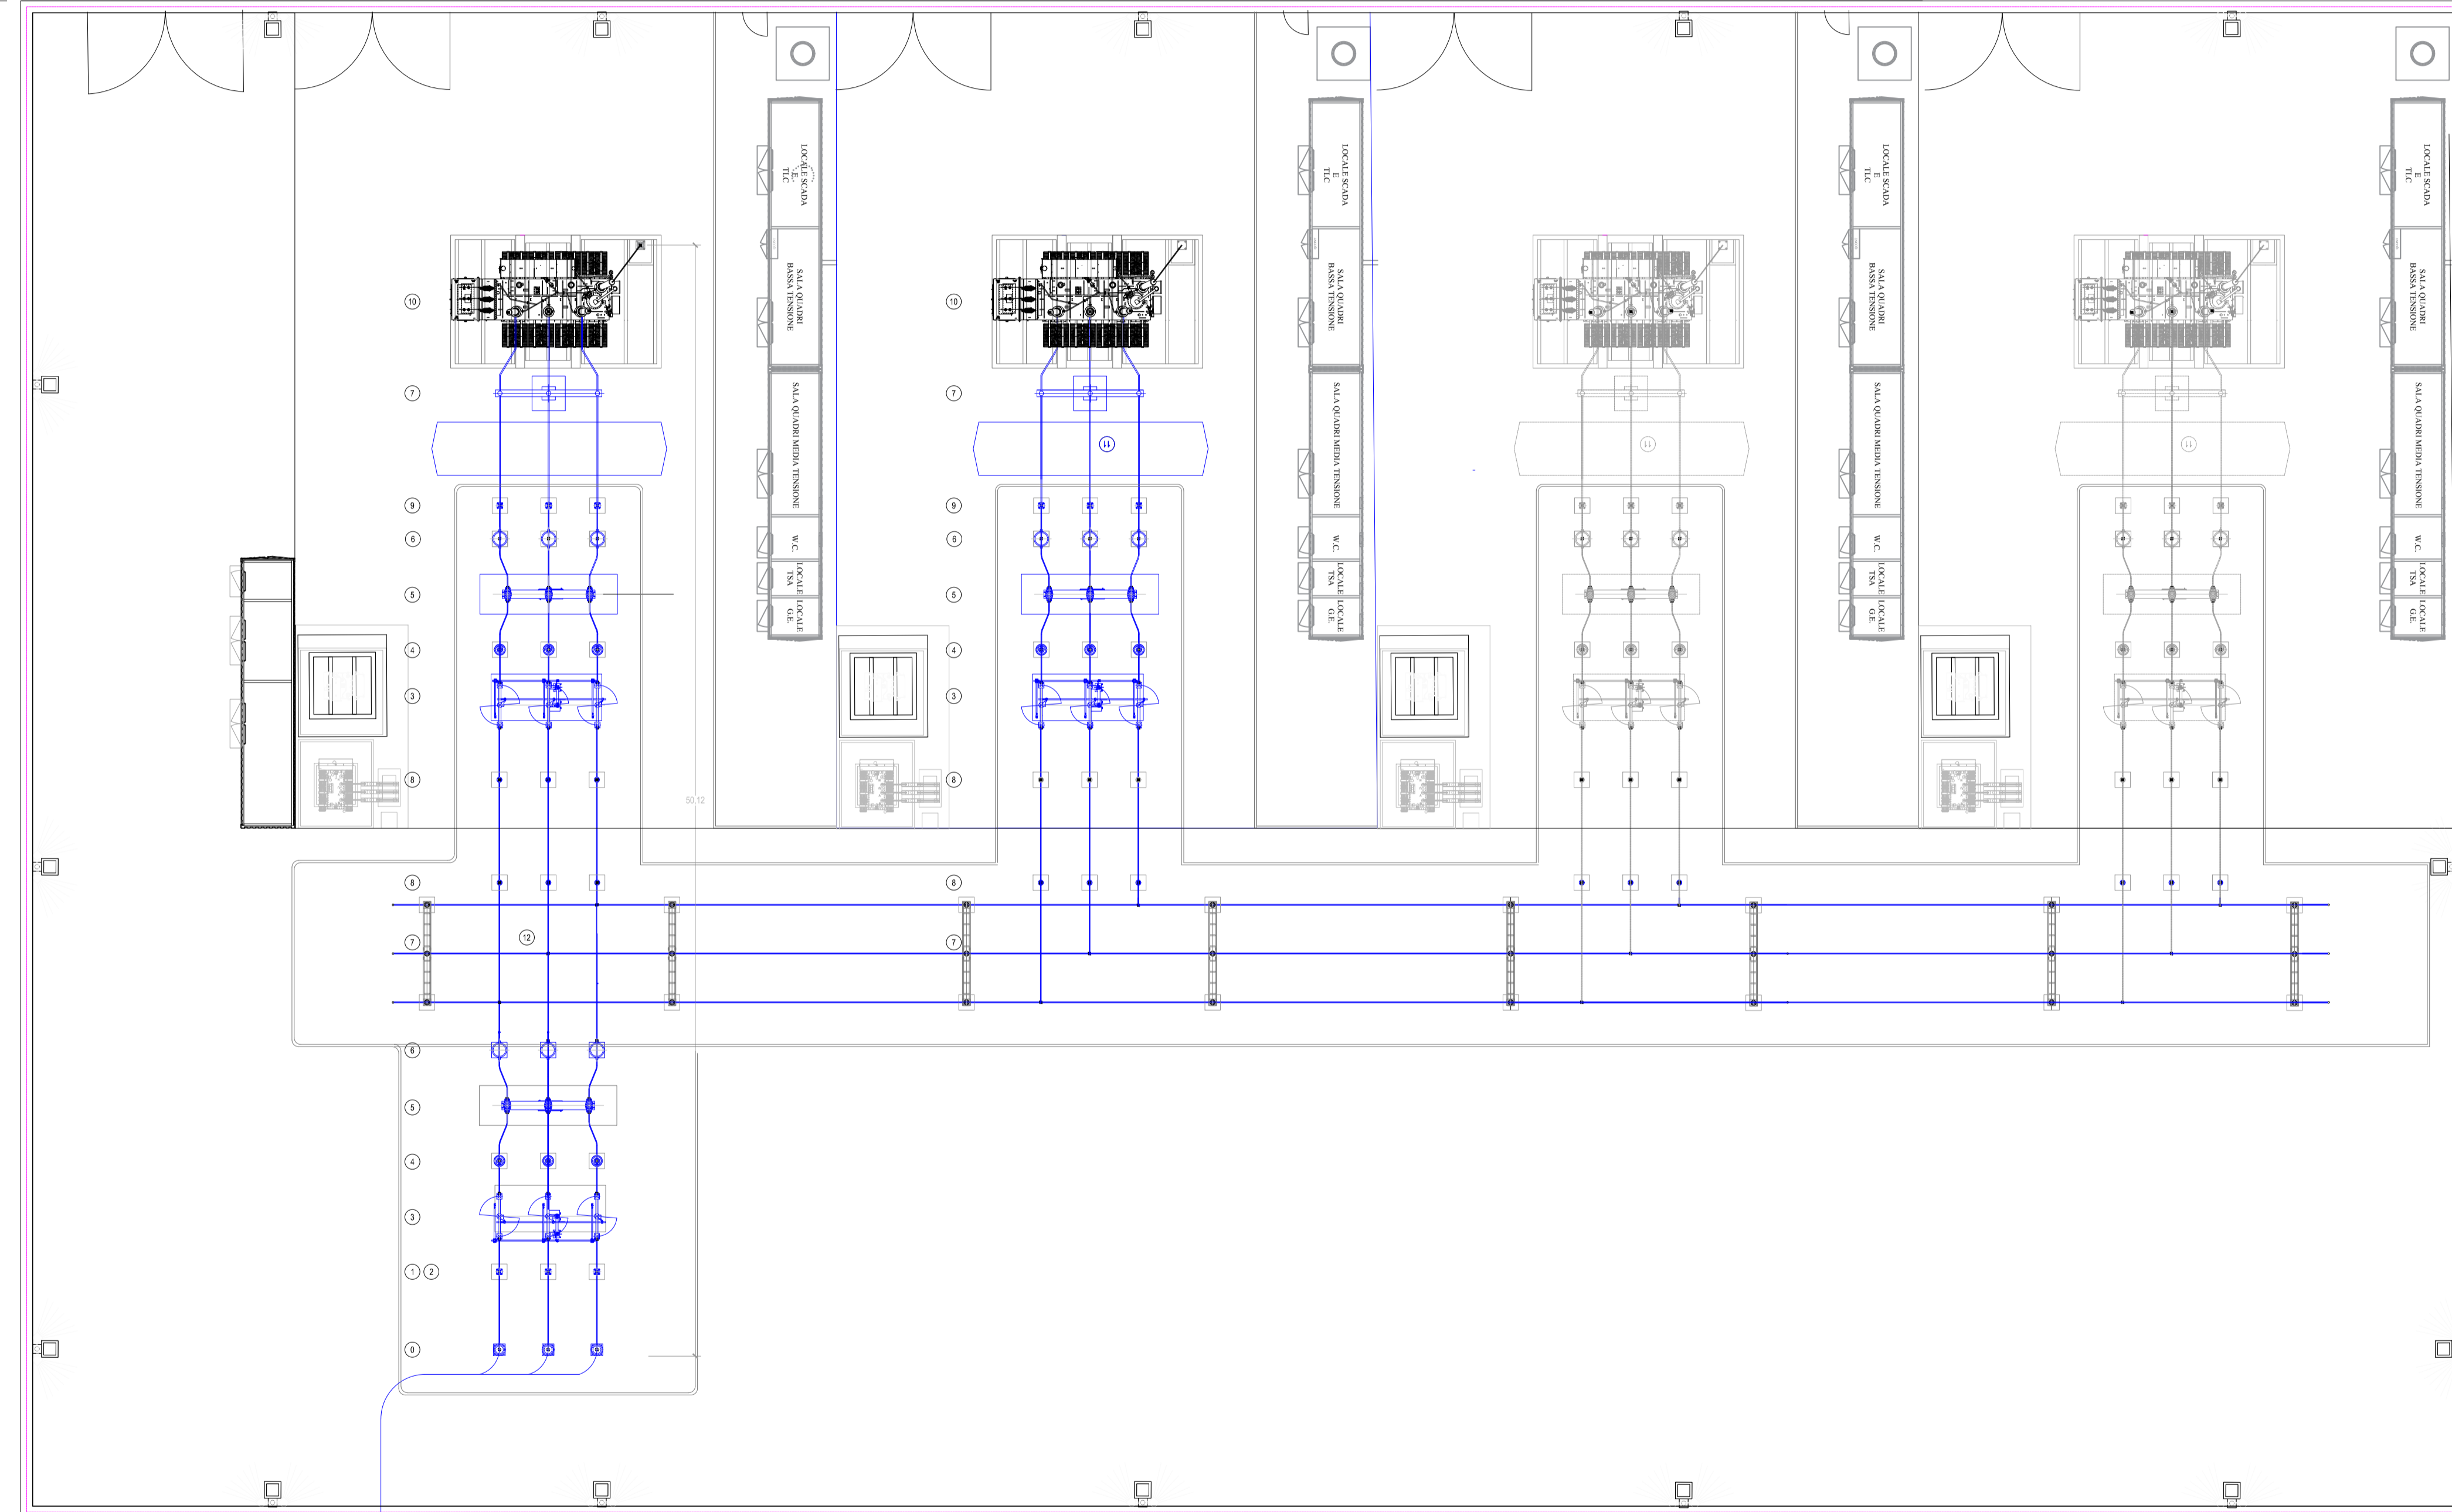 LOCALE SCADA
E
TLC
SALA QUADRI
BASSA TENSIONE
SALA QUADRI MEDIA TENSIONE
W.C.
LOCALE
TSA
LOCALE
G.E.
LOCALE SCADA
E
TLC
SALA QUADRI
BASSA TENSIONE
SALA QUADRI MEDIA TENSIONE
W.C.
LOCALE
TSA
LOCALE
G.E.
LOCALE SCADA
E
TLC
SALA QUADRI
BASSA TENSIONE
SALA QUADRI MEDIA TENSIONE
W.C.
LOCALE
TSA
LOCALE
G.E.
LOCALE SCADA
E
TLC
SALA QUADRI
BASSA TENSIONE
SALA QUADRI MEDIA TENSIONE
W.C.
LOCALE
TSA
LOCALE
G.E.
10
10
7
7
11
11
11
9
9
6
6
5
5
4
4
3
3
8
8
50,12
8
8
7
12
7
6
5
4
3
1 2
0